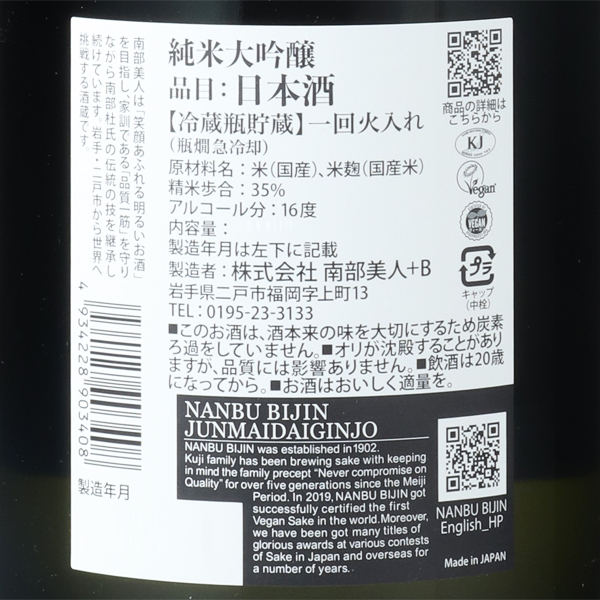 純米大吟醸
品目：日本酒
【冷蔵瓶貯蔵】一回火入れ
（瓶燗急冷却）
原材料名：米（国産）、米麹（国産米）
精米歩合：35％
アルコール分：16度
内容量：
製造年月は左下に記載
製造者：株式会社 南部美人+B
岩手県二戸市福岡字上町13
TEL：0195-23-3133
■このお酒は、酒本来の味を大切にするため炭素
ろ過をしていません。■オリが沈殿することがあり
ますが、品質には影響ありません。■飲酒は20歳
になってから。■お酒はおいしく適量を。
商品の詳細は
こちらから
KJ
Vegan
VEGAN
プラ
キャップ
（中栓）
南部美人は「笑顔あふれる明るいお酒」
を目指し、家訓である「品質一筋」を守り
ながら南部杜氏の伝統の技を継承し
続けています。岩手・二戸市から世界へ
挑戦する酒蔵です。
4 934228 903408
製造年月
NANBU BIJIN
JUNMAIDAIGINJO
NANBU BIJIN was established in 1902.
Kuji family has been brewing sake with keeping
in mind the family precept “Never compromise on
Quality” for over five generations since the Meiji
Period. In 2019, NANBU BIJIN got
successfully certified the first
Vegan Sake in the world. Moreover,
we have been got many titles of
glorious awards at various contests
of Sake in Japan and overseas for
a number of years.
NANBU BIJIN
English_HP
Made in JAPAN